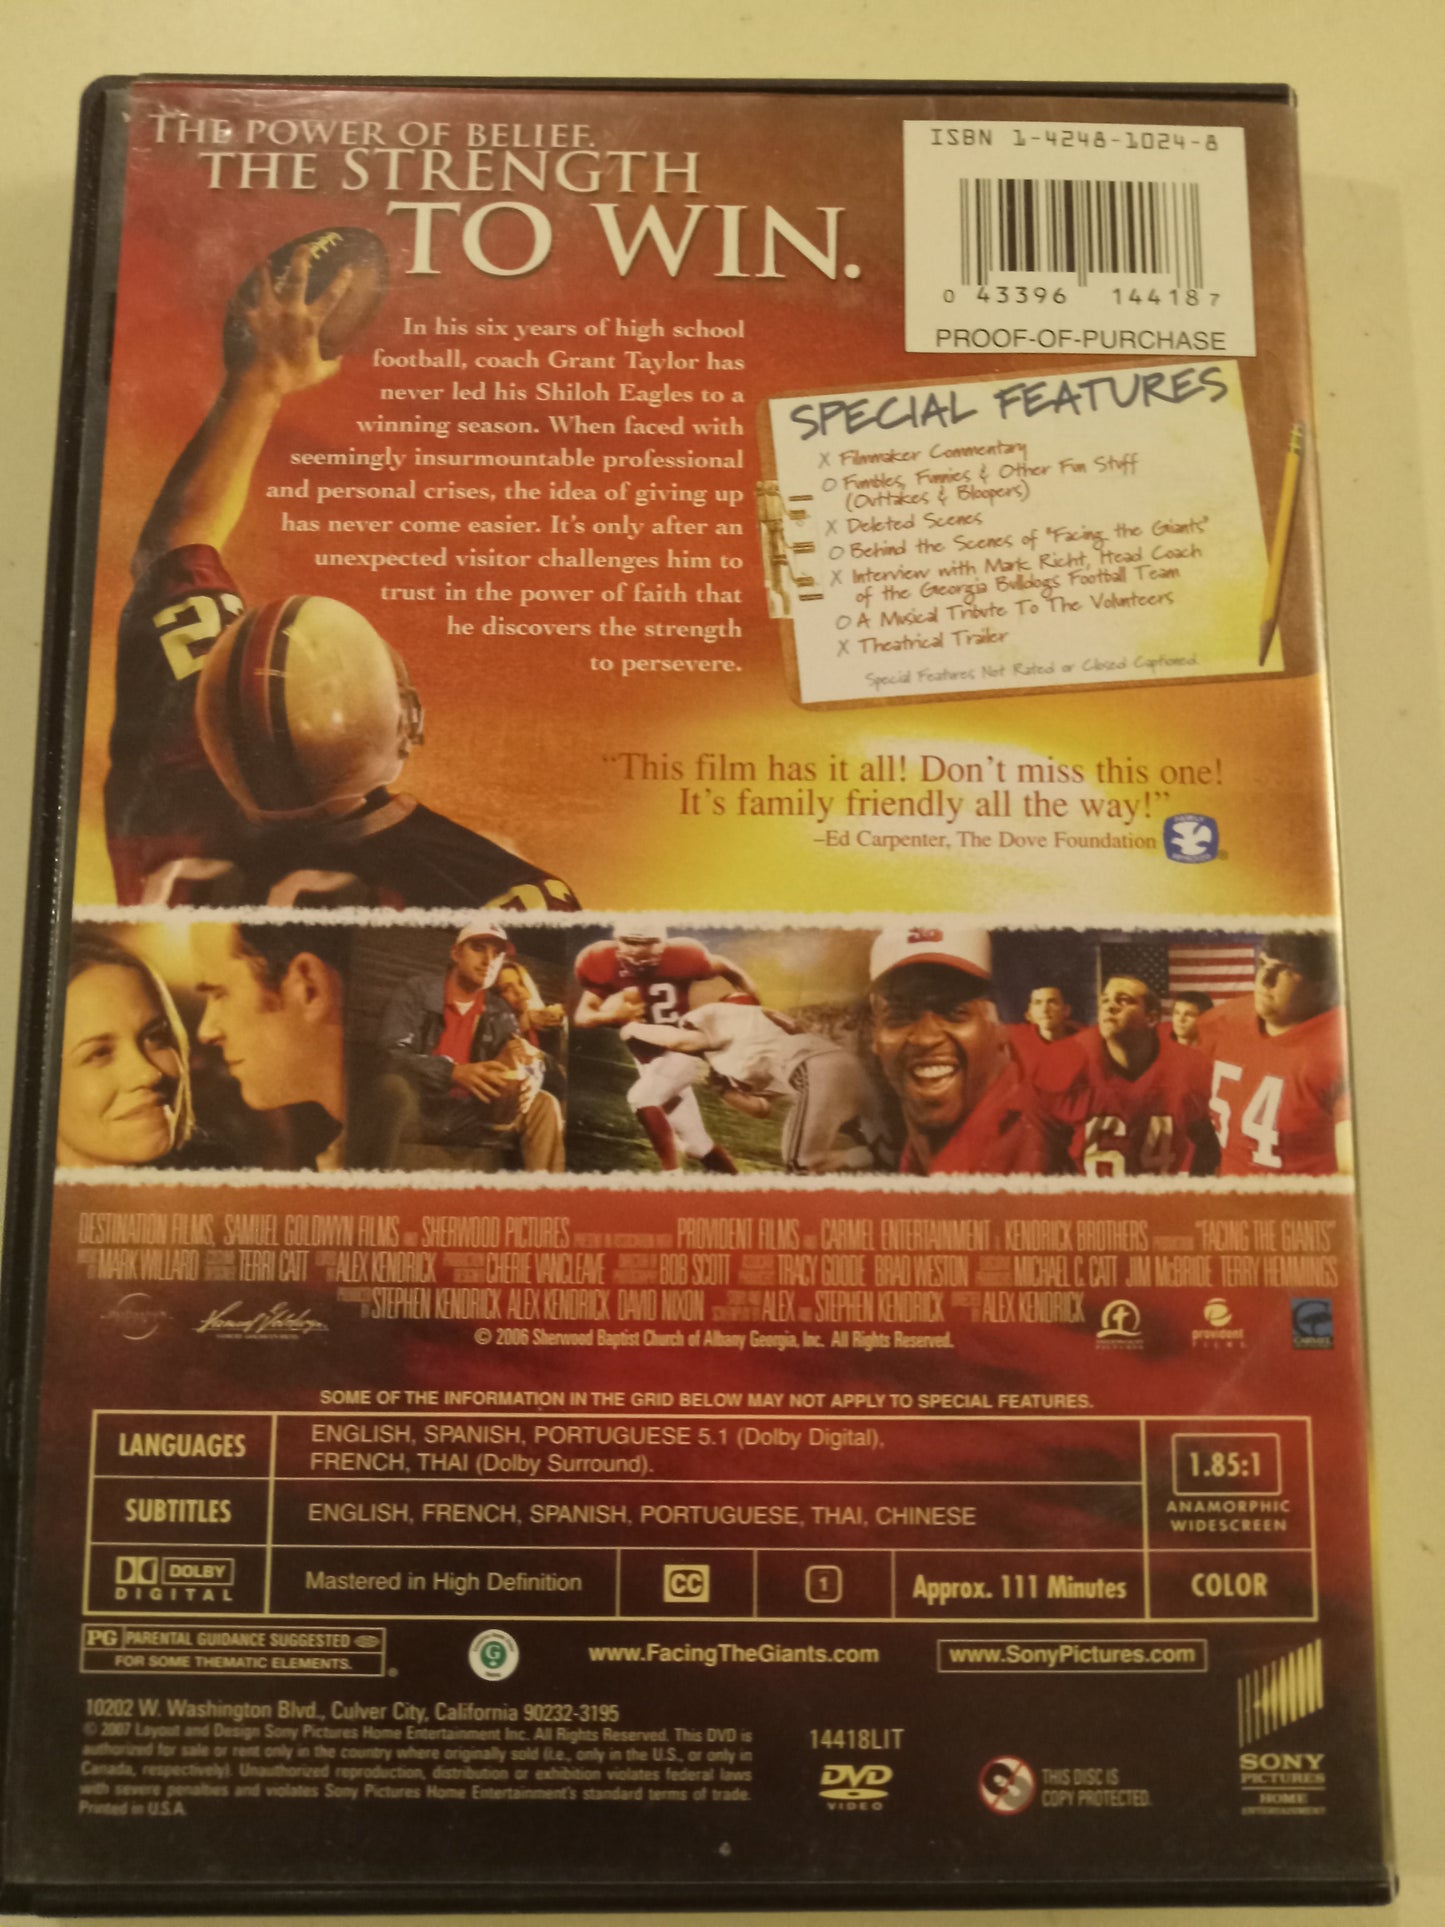 THE POWER OF BELIEF.
THE STRENGTH
TO WIN.
ISBN 1-4248-1024-8
0 43396 14418 7
PROOF-OF-PURCHASE
In his six years of high school
football, coach Grant Taylor has
never led his Shiloh Eagles to a
winning season. When faced with
seemingly insurmountable professional
and personal crises, the idea of giving up
has never come easier. It's only after an
unexpected visitor challenges him to
trust in the power of faith that
he discovers the strength
to persevere.
SPECIAL FEATURES
X Filmmaker Commentary
O Fumbles, Funnies & Other Fun Stuff
(Outtakes & Bloopers)
X Deleted Scenes
O Behind the Scenes of "Facing the Giants"
X Interview with Mark Richt, Head Coach
of the Georgia Bulldogs Football Team
O A Musical Tribute To The Volunteers
X Theatrical Trailer
Special Features Not Rated or Closed Captioned.
"This film has it all! Don't miss this one!
It's family friendly all the way!"
–Ed Carpenter, The Dove Foundation
2
64
54
DESTINATION FILMS, SAMUEL GOLDWYN FILMS AND SHERWOOD PICTURES PRESENT IN ASSOCIATION WITH PROVIDENT FILMS AND CARMEL ENTERTAINMENT A KENDRICK BROTHERS PRODUCTION "FACING THE GIANTS"
MARK WILLARD TERRI CATT ALEX KENDRICK CHERIE VANCLEAVE BOB SCOTT TRACY GOODE BRAD WESTON MICHAEL C. CATT JIM McBRIDE TERRY HEMMINGS
STEPHEN KENDRICK ALEX KENDRICK DAVID NIXON ALEX AND STEPHEN KENDRICK ALEX KENDRICK
provident
FILMS
© 2006 Sherwood Baptist Church of Albany Georgia, Inc. All Rights Reserved.
SOME OF THE INFORMATION IN THE GRID BELOW MAY NOT APPLY TO SPECIAL FEATURES.
LANGUAGES
ENGLISH, SPANISH, PORTUGUESE 5.1 (Dolby Digital),
FRENCH, THAI (Dolby Surround).
1.85:1
ANAMORPHIC
WIDESCREEN
SUBTITLES
ENGLISH, FRENCH, SPANISH, PORTUGUESE, THAI, CHINESE
DOLBY
DIGITAL
Mastered in High Definition
CC
1
Approx. 111 Minutes
COLOR
PG PARENTAL GUIDANCE SUGGESTED
FOR SOME THEMATIC ELEMENTS.
G
www.FacingTheGiants.com
www.SonyPictures.com
10202 W. Washington Blvd., Culver City, California 90232-3195
© 2007 Layout and Design Sony Pictures Home Entertainment Inc. All Rights Reserved. This DVD is
authorized for sale or rent only in the country where originally sold (i.e., only in the U.S., or only in
Canada, respectively). Unauthorized reproduction, distribution or exhibition violates federal laws
with severe penalties and violates Sony Pictures Home Entertainment's standard terms of trade.
Printed in U.S.A.
14418LIT
DVD
VIDEO
THIS DISC IS
COPY PROTECTED.
SONY
PICTURES
HOME
ENTERTAINMENT
4